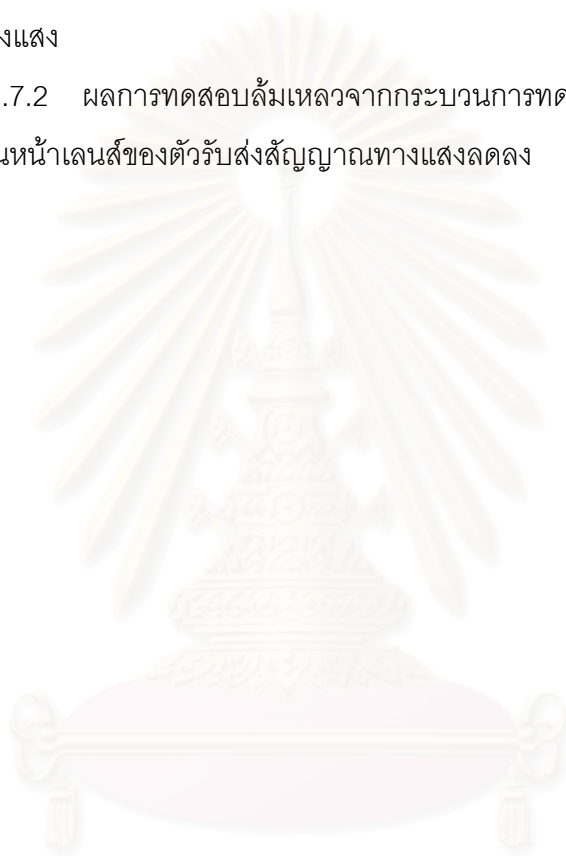 งแสง
.7.2 ผลการทดสอบล้มเหลวจากกระบวนการทด
นหน้าเลนส์ของตัวรับส่งสัญญาณทางแสงลดลง